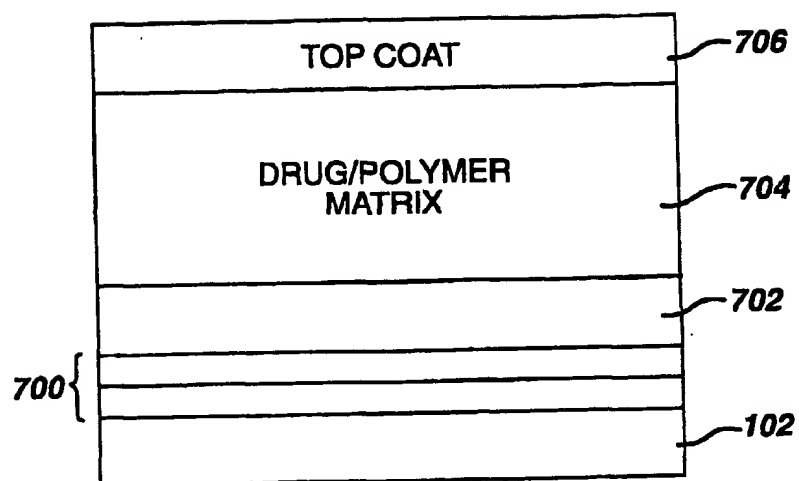 TOP COAT
706
DRUG/POLYMER
MATRIX
704
702
700
102